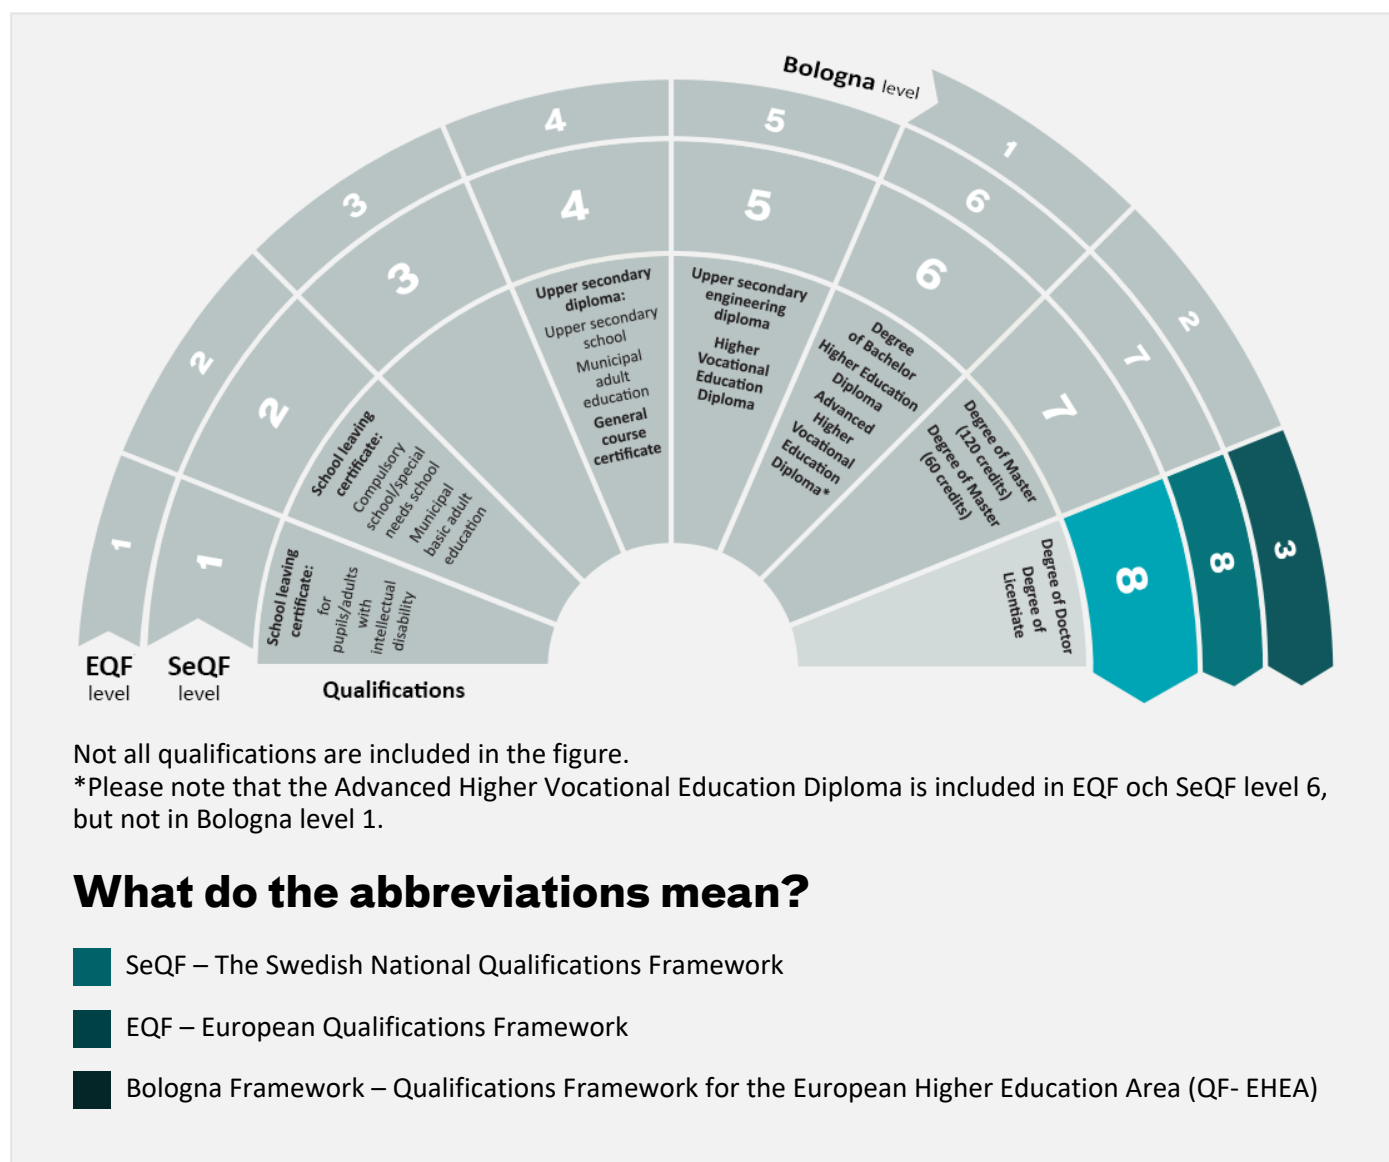 Bologna level
1
2
3
4
5
6
7
8
1
2
3
4
5
6
7
8
1
2
3
School leaving
certificate:
for
pupils/adults
with
intellectual
disability
School leaving
certificate:
Compulsory
school/special
needs school
Municipal
basic adult
education
Upper secondary
diploma:
Upper secondary
school
Municipal
adult
education
General
course
certificate
Upper secondary
engineering
diploma
Higher
Vocational
Education
Diploma
Degree
of Bachelor
Higher Education
Diploma
Advanced
Higher
Vocational
Education
Diploma*
Degree of Master
(120 credits)
Degree of Master
(60 credits)
Degree of Doctor
Degree of
Licentiate
EQF
level
SeQF
level
Qualifications
Not all qualifications are included in the figure.
*Please note that the Advanced Higher Vocational Education Diploma is included in EQF och SeQF level 6,
but not in Bologna level 1.
What do the abbreviations mean?
SeQF – The Swedish National Qualifications Framework
EQF – European Qualifications Framework
Bologna Framework – Qualifications Framework for the European Higher Education Area (QF- EHEA)